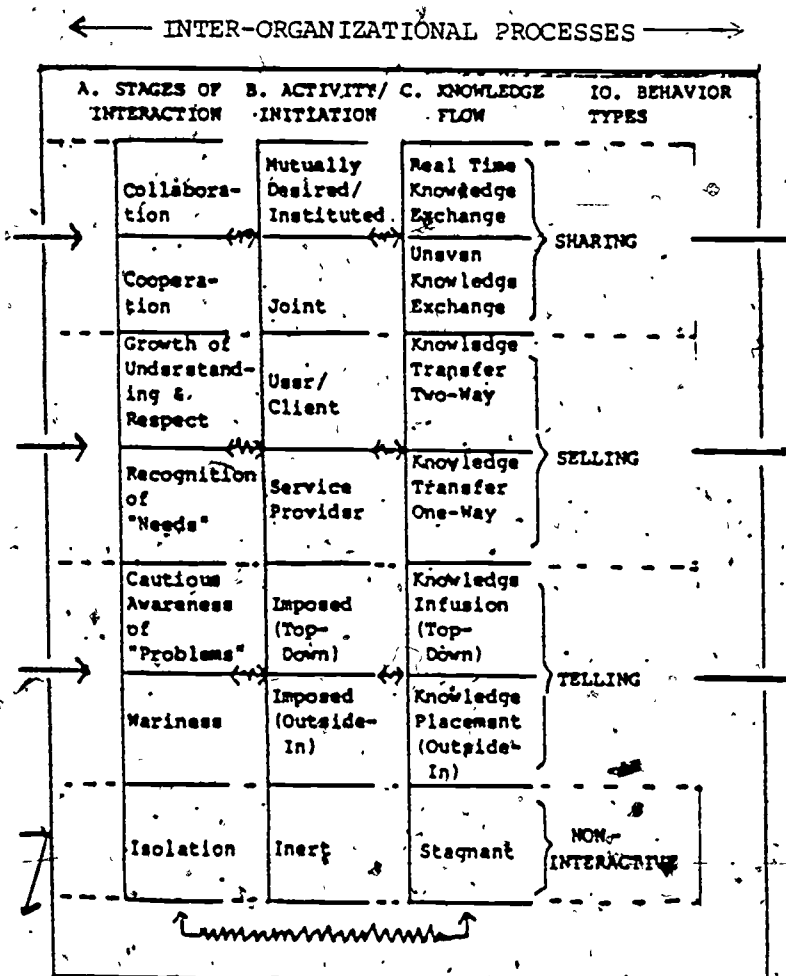 INTER-ORGANIZATIONAL PROCESSES
A. STAGES OF INTERACTION
B. ACTIVITY/ INITIATION
C. KNOWLEDGE FLOW
IO. BEHAVIOR TYPES
Collabora-
tion
Mutually
Desired/
Instituted
Real Time
Knowledge
Exchange
SHARING
Coopera-
tion
Joint
Uneven
Knowledge
Exchange
Growth of
Understand-
ing &
Respect
User/
Client
Knowledge
Transfer
Two-Way
SELLING
Recognition
of
"Needs"
Service
Provider
Knowledge
Transfer
One-Way
Cautious
Awareness
of
"Problems"
Imposed
(Top-
Down)
Knowledge
Infusion
(Top-
Down)
TELLING
Wariness
Imposed
(Outside-
In)
Knowledge
Placement
(Outside-
In)
Isolation
Inert
Stagnant
NON-
INTERACTIVE